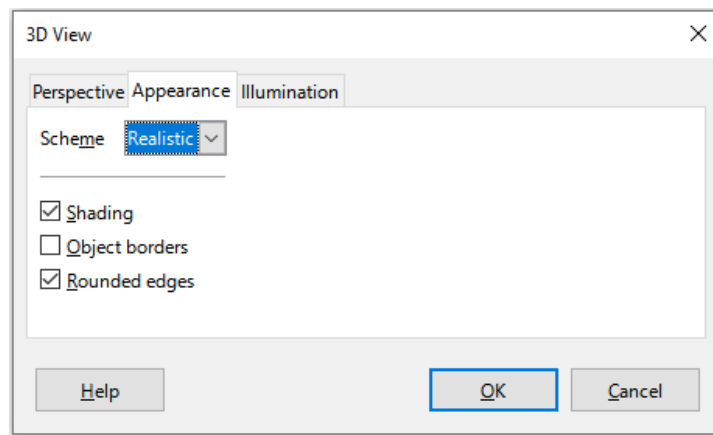 3D View
Perspective Appearance Illumination
Scheme Realistic
Shading
Object borders
Rounded edges
Help OK Cancel